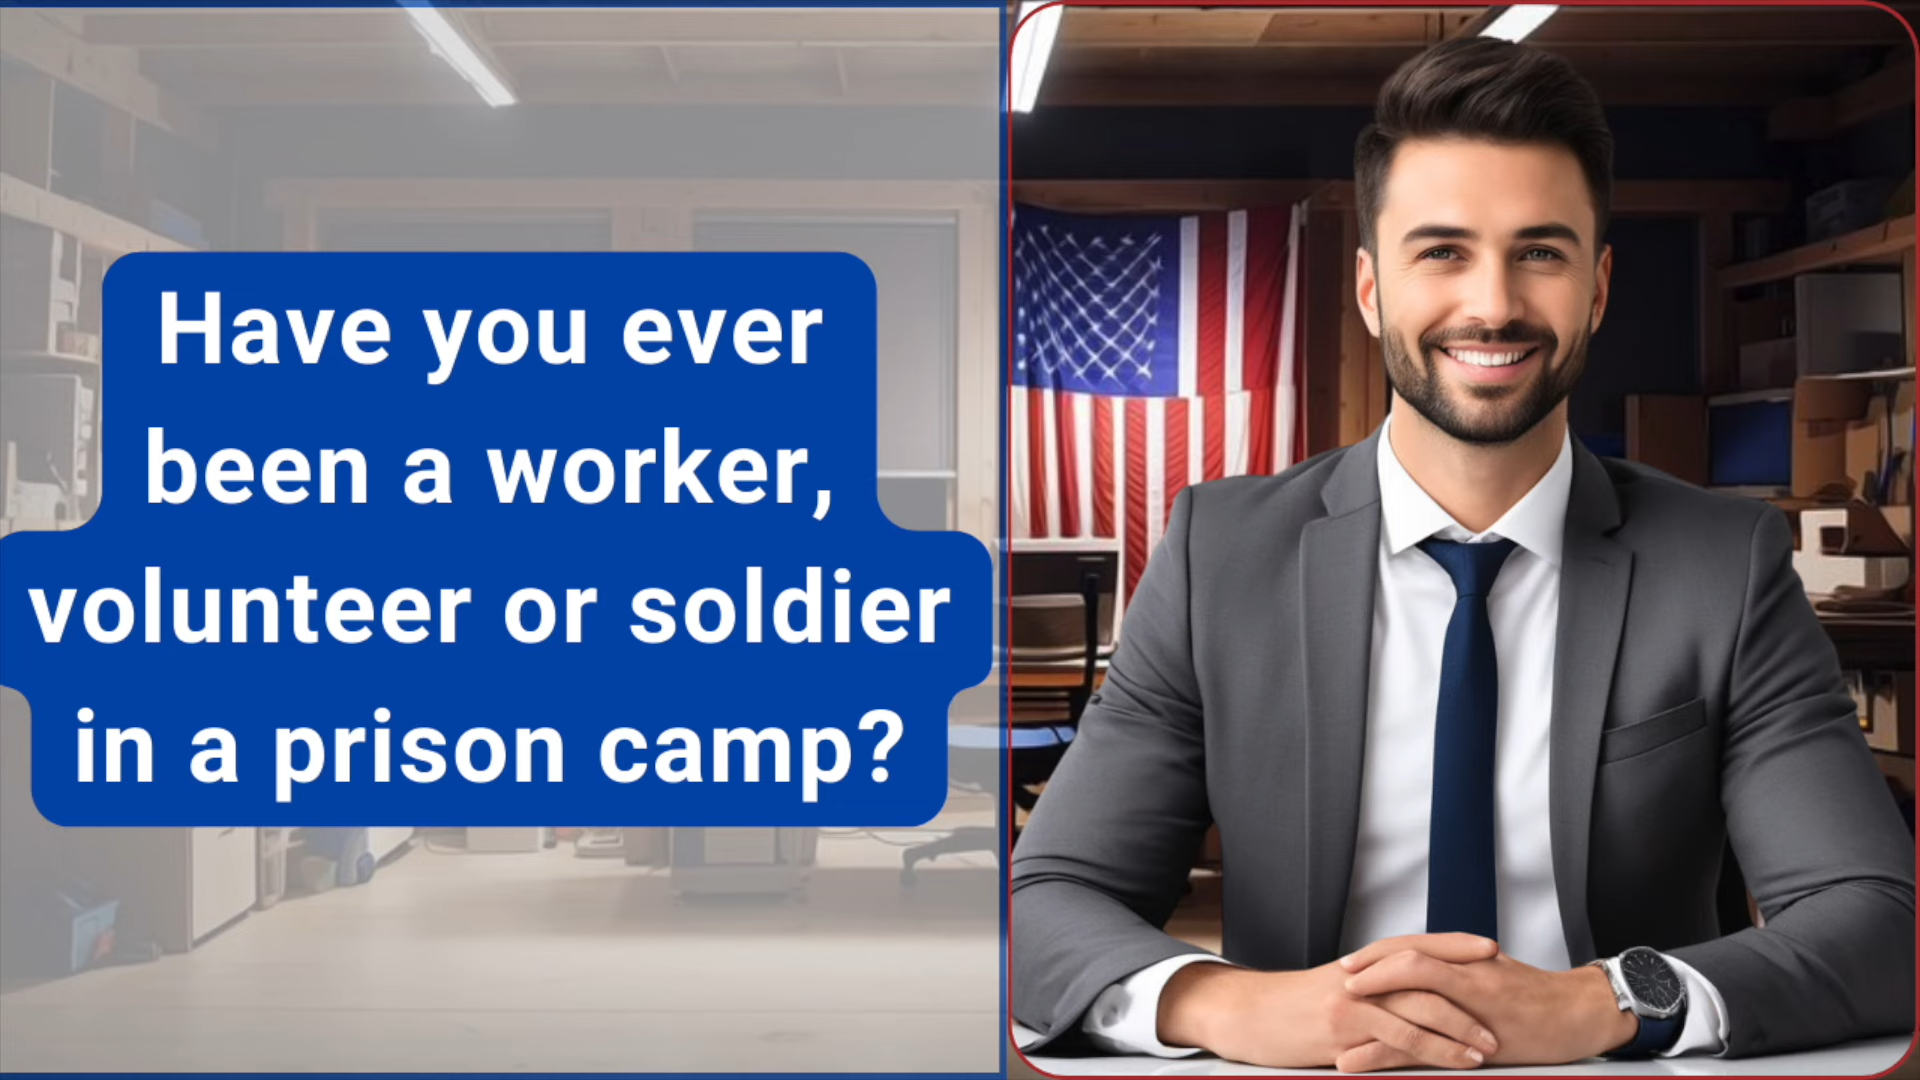 Have you ever
been a worker,
volunteer or soldier
in a prison camp?